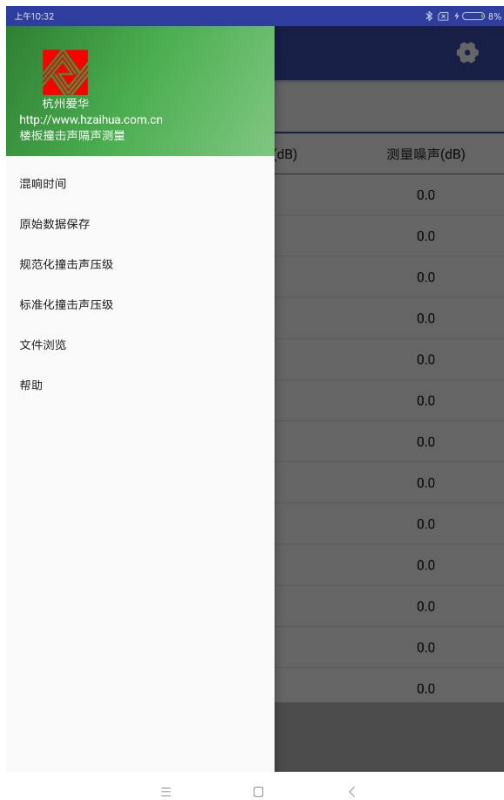 上午10:32
8%
杭州爱华
http://www.hzaihua.com.cn
楼板撞击声隔声测量
(dB) 测量噪声(dB)
混响时间
0.0
原始数据保存
0.0
规范化撞击声压级
0.0
标准化撞击声压级
0.0
文件浏览
0.0
帮助
0.0
0.0
0.0
0.0
0.0
0.0
0.0
0.0